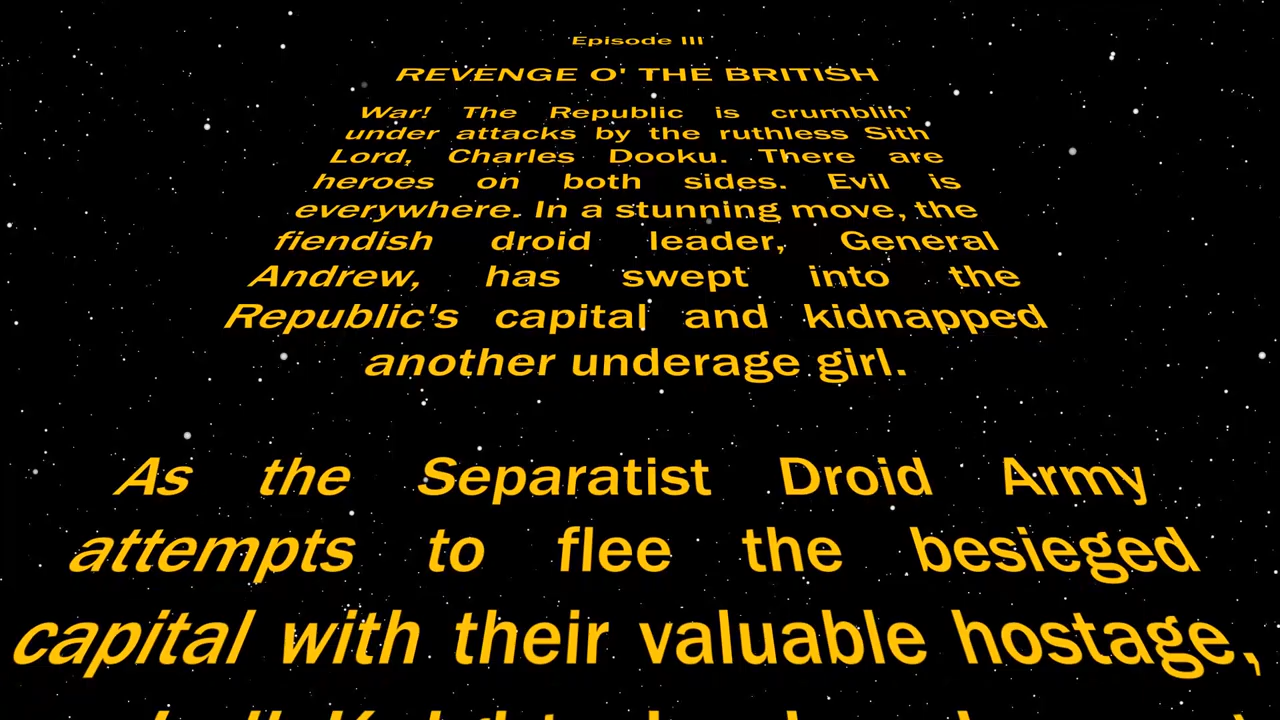 Episode III
REVENGE O' THE BRITISH
War! The Republic is crumblin’
under attacks by the ruthless Sith
Lord, Charles Dooku. There are
heroes on both sides. Evil is
everywhere. In a stunning move, the
fiendish droid leader, General
Andrew, has swept into the
Republic's capital and kidnapped
another underage girl.
As the Separatist Droid Army
attempts to flee the besieged
capital with their valuable hostage,